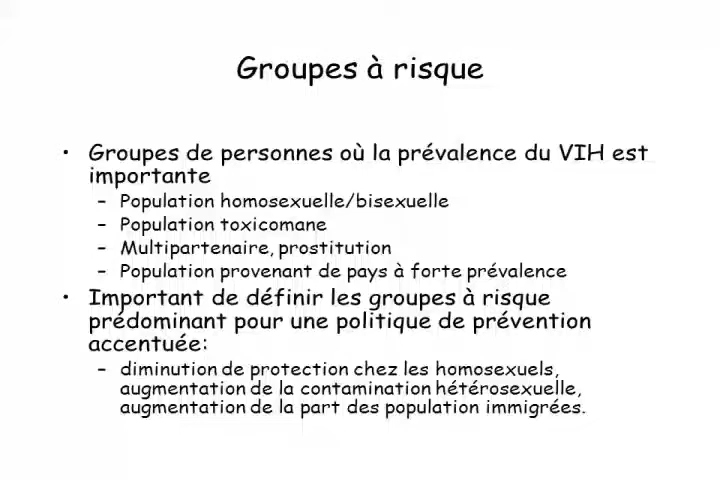 Groupes à risque
• Groupes de personnes où la prévalence du VIH est
importante
– Population homosexuelle/bisexuelle
– Population toxicomane
– Multipartenaire, prostitution
– Population provenant de pays à forte prévalence
• Important de définir les groupes à risque
prédominant pour une politique de prévention
accentuée:
– diminution de protection chez les homosexuels,
augmentation de la contamination hétérosexuelle,
augmentation de la part des population immigrées.